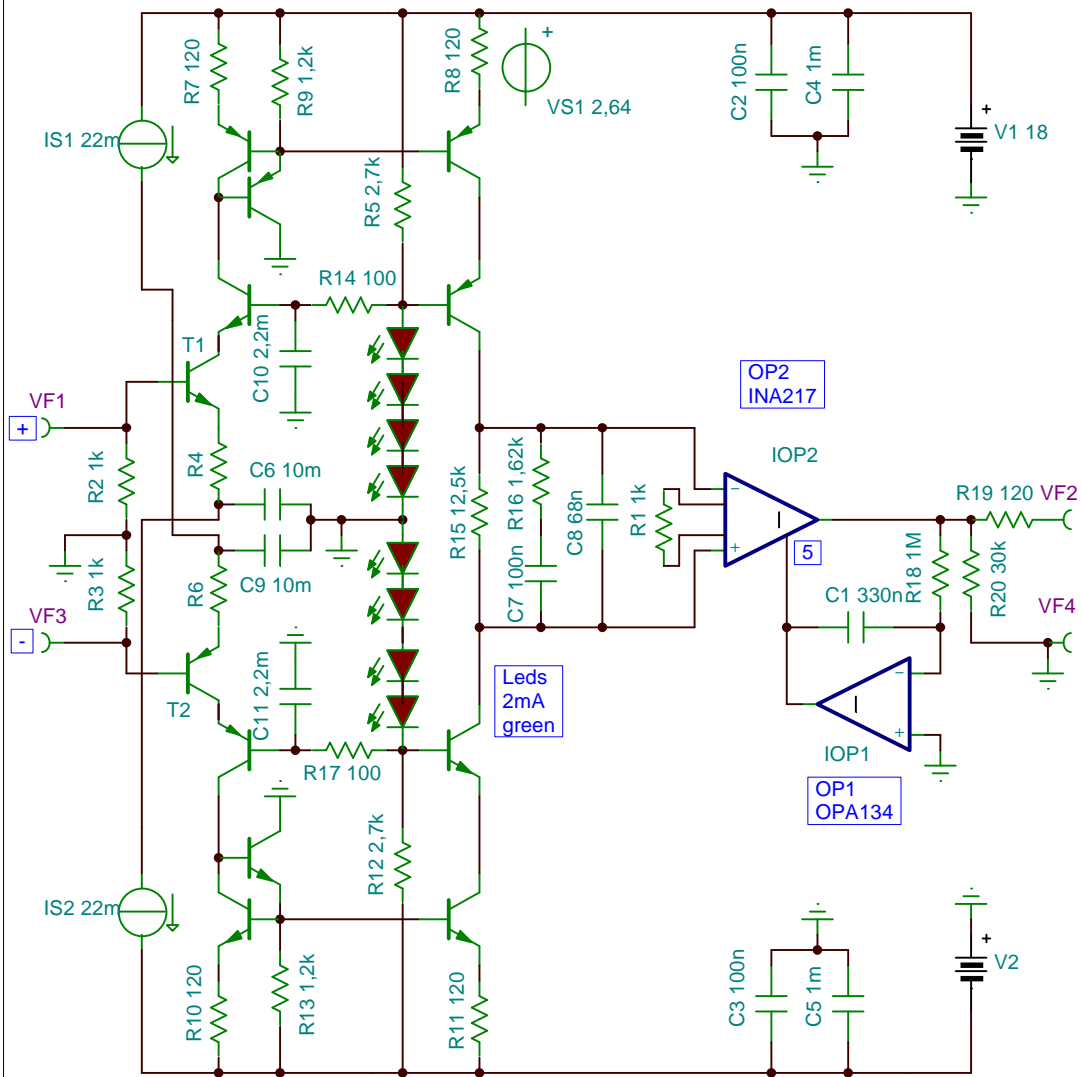 R7 120
R9 1,2k
R8 120
+
VS1 2,64
C2 100n
C4 1m
+
V1 18
IS1 22m
R5 2,7k
R14 100
T1
C10 2,2m
VF1
+
R4
C6 10m
R2 1k
R3 1k
C9 10m
R6
VF3
-
T2
C11 2,2m
R17 100
R15 12,5k
R16 1,62k
C7 100n
C8 68n
R1 1k
OP2
INA217
IOP2
−
+
5
R19 120
VF2
R18 1M
R20 30k
C1 330n
VF4
−
+
IOP1
OP1
OPA134
Leds
2mA
green
R12 2,7k
IS2 22m
R10 120
R13 1,2k
R11 120
C3 100n
C5 1m
+
V2